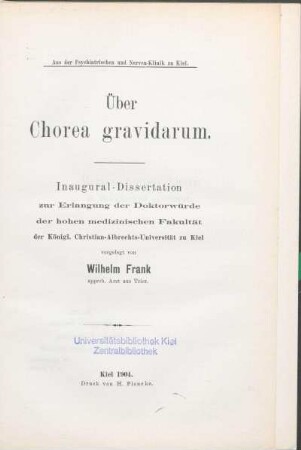 Aus der Psychiatrischen und Nerven-Klinik zu Kiel.
Über
Chorea gravidarum.
Inaugural-Dissertation
zur Erlangung der Doktorwürde
der hohen medizinischen Fakultät
der Königl. Christian-Albrechts-Universität zu Kiel
vorgelegt von
Wilhelm Frank
approb. Arzt aus Trier.
Universitätsbibliothek Kiel
Zentralbibliothek
Kiel 1904.
Druck von H. Fiencke.